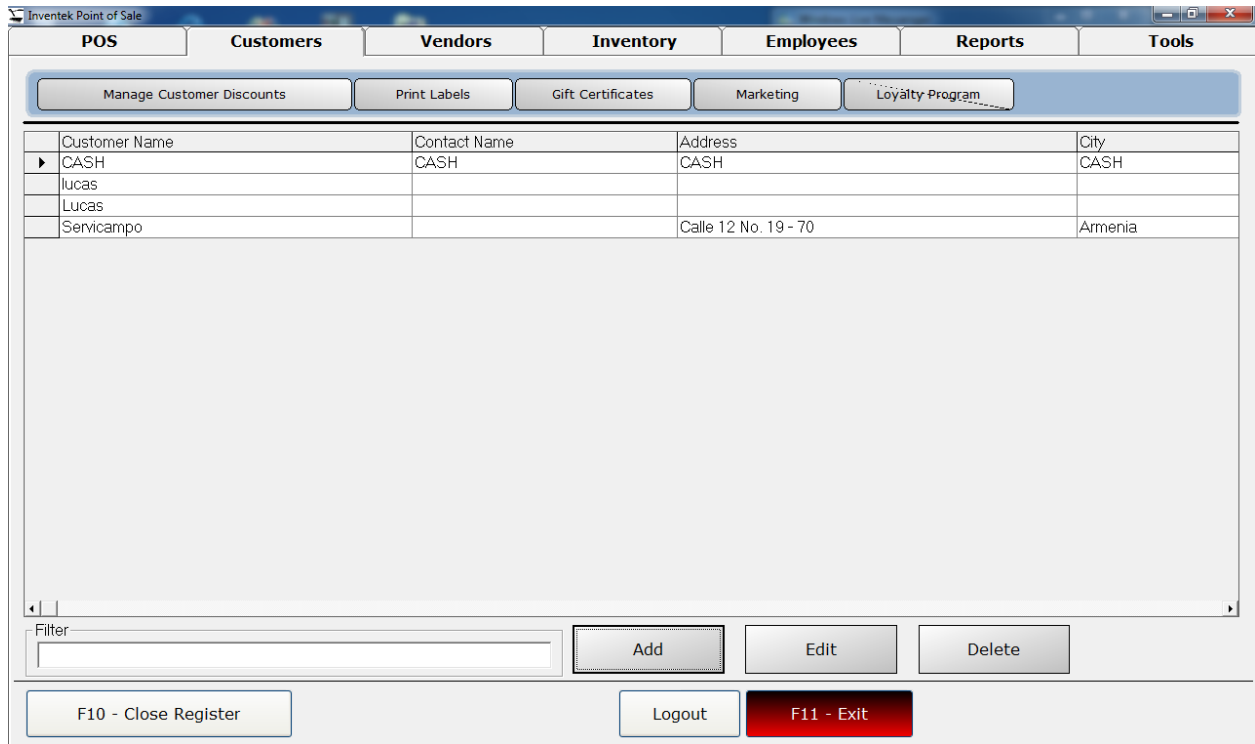 Inventek Point of Sale
POS Customers Vendors Inventory Employees Reports Tools
Manage Customer Discounts Print Labels Gift Certificates Marketing Loyalty Program
Customer Name Contact Name Address City
CASH CASH CASH CASH
lucas
Lucas
Servicampo Calle 12 No. 19 - 70 Armenia
Filter
Add Edit Delete
F10 - Close Register Logout F11 - Exit